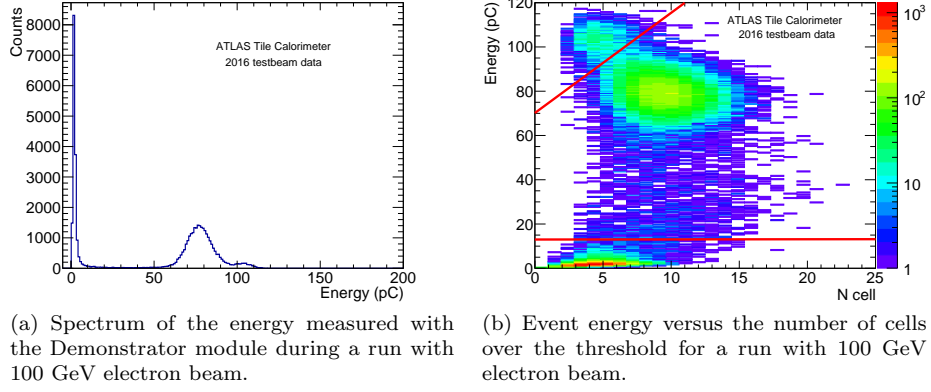 Counts
8000
7000
6000
5000
4000
3000
2000
1000
0
0 50 100 150 200
Energy (pC)
ATLAS Tile Calorimeter
2016 testbeam data
Energy (pC)
120
100
80
60
40
20
0
0 5 10 15 20 25
N cell
ATLAS Tile Calorimeter
2016 testbeam data
10³
10²
10
1
(a) Spectrum of the energy measured with
the Demonstrator module during a run with
100 GeV electron beam.
(b) Event energy versus the number of cells
over the threshold for a run with 100 GeV
electron beam.